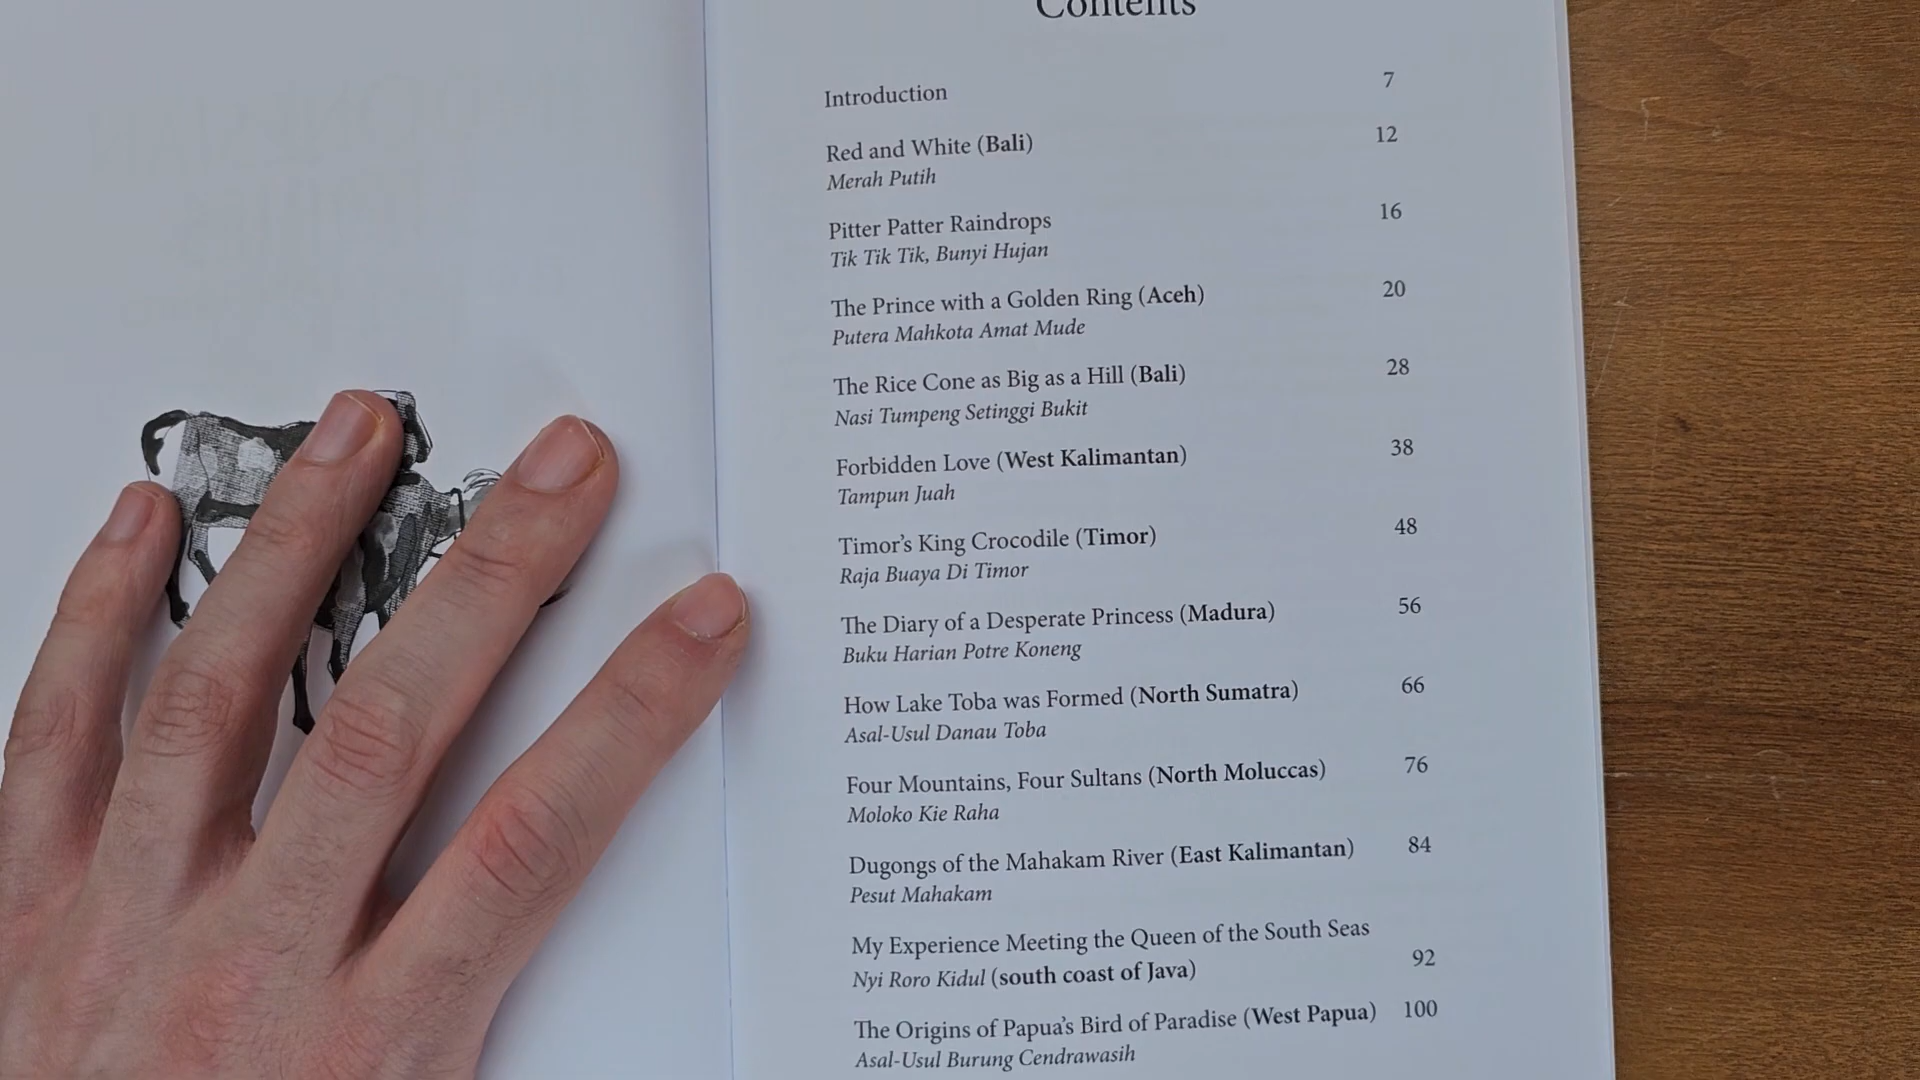 Contents
Introduction 7
Red and White (Bali) 12
Merah Putih
Pitter Patter Raindrops 16
Tik Tik Tik, Bunyi Hujan
The Prince with a Golden Ring (Aceh) 20
Putera Mahkota Amat Mude
The Rice Cone as Big as a Hill (Bali) 28
Nasi Tumpeng Setinggi Bukit
Forbidden Love (West Kalimantan) 38
Tampun Juah
Timor's King Crocodile (Timor) 48
Raja Buaya Di Timor
The Diary of a Desperate Princess (Madura) 56
Buku Harian Potre Koneng
How Lake Toba was Formed (North Sumatra) 66
Asal-Usul Danau Toba
Four Mountains, Four Sultans (North Moluccas) 76
Moloko Kie Raha
Dugongs of the Mahakam River (East Kalimantan) 84
Pesut Mahakam
My Experience Meeting the Queen of the South Seas
Nyi Roro Kidul (south coast of Java) 92
The Origins of Papua's Bird of Paradise (West Papua) 100
Asal-Usul Burung Cendrawasih